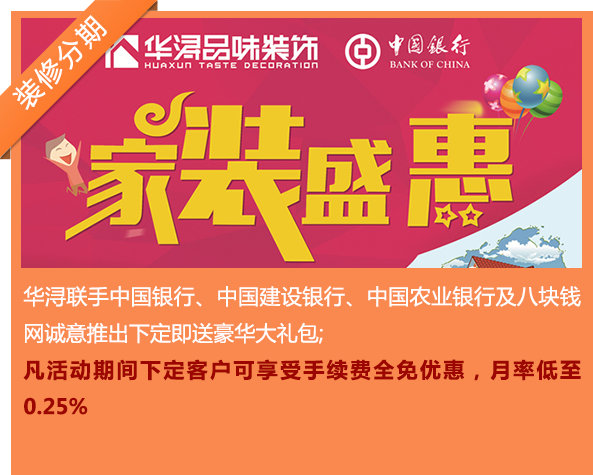 装修分期
华浔品味装饰
HUAXUN TASTE DECORATION
中国银行
BANK OF CHINA
家装盛惠
华浔联手中国银行、中国建设银行、中国农业银行及八块钱
网诚意推出下定即送豪华大礼包;
凡活动期间下定客户可享受手续费全免优惠，月率低至
0.25%